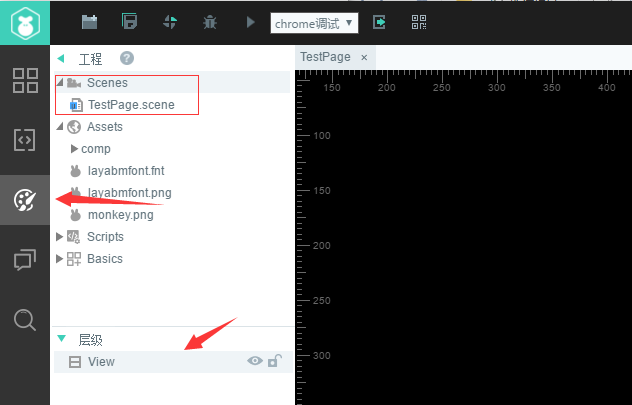 chrome调试
工程
TestPage ×
Scenes
TestPage.scene
Assets
comp
layabmfont.fnt
layabmfont.png
monkey.png
Scripts
Basics
层级
View
150 200 250 300 350 400
100
150
200
250
300